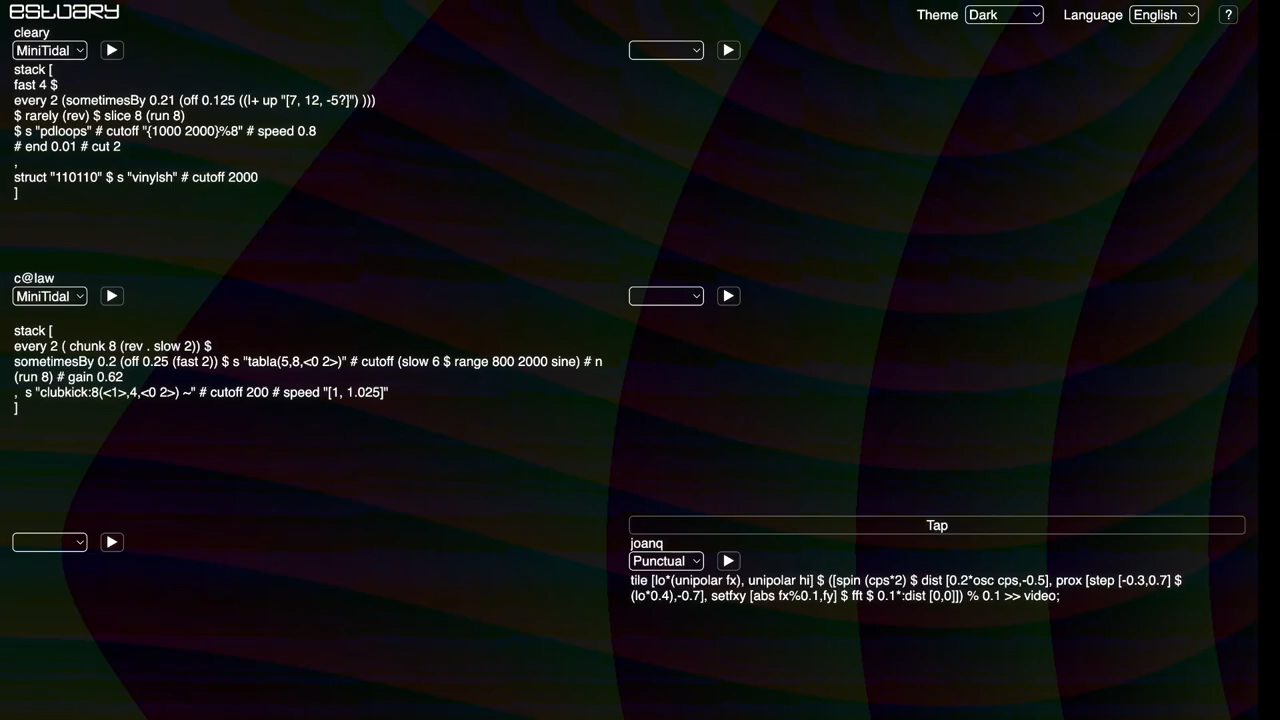 estuary
Theme Dark Language English ?
cleary
MiniTidal
stack [
fast 4 $
every 2 (sometimesBy 0.21 (off 0.125 ((|+ up "[7, 12, -5?]") )))
$ rarely (rev) $ slice 8 (run 8)
$ s "pdloops" # cutoff "{1000 2000}%8" # speed 0.8
# end 0.01 # cut 2
,
struct "110110" $ s "vinylsh" # cutoff 2000
]
c@law
MiniTidal
stack [
every 2 ( chunk 8 (rev . slow 2)) $
sometimesBy 0.2 (off 0.25 (fast 2)) $ s "tabla(5,8,<0 2>)" # cutoff (slow 6 $ range 800 2000 sine) # n
(run 8) # gain 0.62
, s "clubkick:8(<1>,4,<0 2>) ~" # cutoff 200 # speed "[1, 1.025]"
]
Tap
joanq
Punctual
tile [lo*(unipolar fx), unipolar hi] $ ([spin (cps*2) $ dist [0.2*osc cps,-0.5], prox [step [-0.3,0.7] $
(lo*0.4),-0.7], setfxy [abs fx%0.1,fy] $ fft $ 0.1*:dist [0,0]]) % 0.1 >> video;